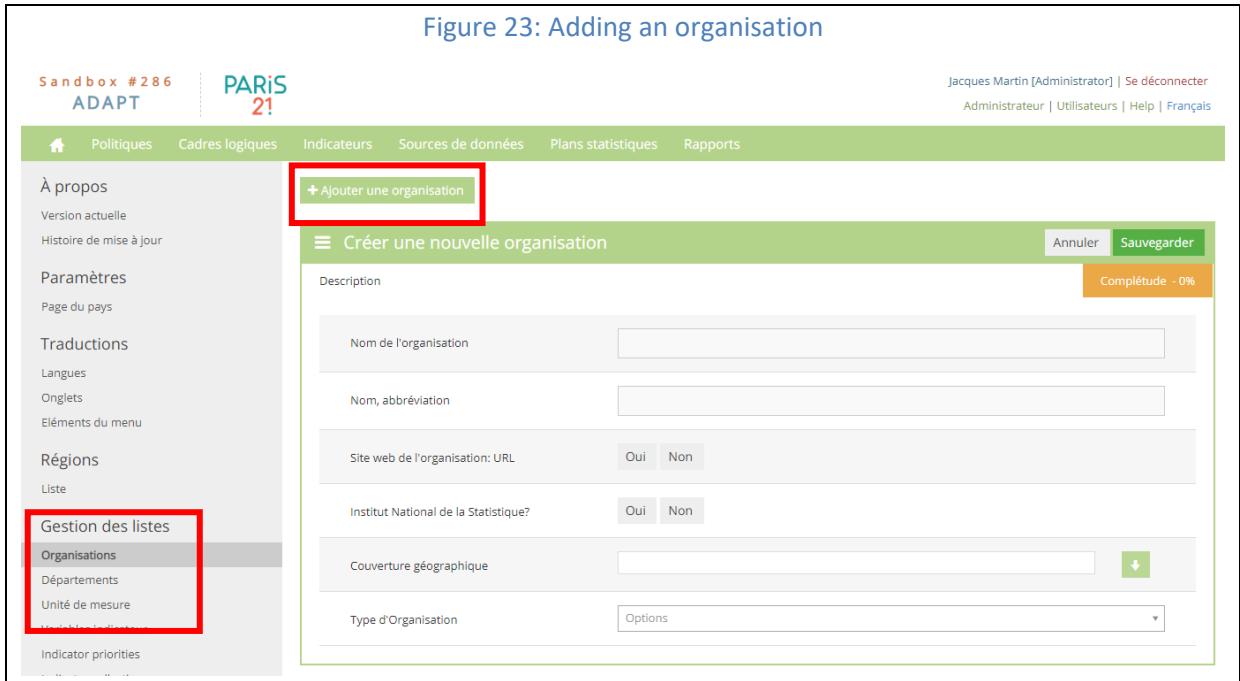 Figure 23: Adding an organisation
Sandbox #286
ADAPT
PARiS
21
Jacques Martin [Administrator] | Se déconnecter
Administrateur | Utilisateurs | Help | Français
Politiques Cadres logiques Indicateurs Sources de données Plans statistiques Rapports
À propos
Version actuelle
Histoire de mise à jour
Paramètres
Page du pays
Traductions
Langues
Onglets
Eléments du menu
Régions
Liste
Gestion des listes
Organisations
Départements
Unité de mesure
Indicator priorities
+ Ajouter une organisation
Créer une nouvelle organisation
Annuler Sauvegarder
Description
Complétude - 0%
Nom de l'organisation
Nom, abbréviation
Site web de l'organisation: URL Oui Non
Institut National de la Statistique? Oui Non
Couverture géographique
Type d'Organisation Options